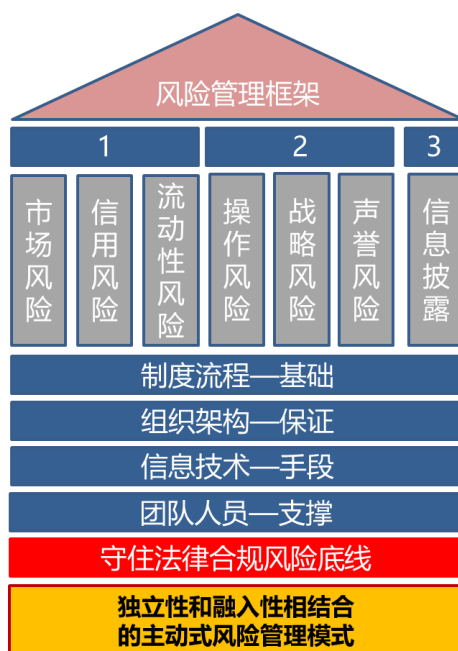 风险管理框架
1
2
3
市场风险
信用风险
流动性风险
操作风险
战略风险
声誉风险
信息披露
制度流程—基础
组织架构—保证
信息技术—手段
团队人员—支撑
守住法律合规风险底线
独立性和融入性相结合
的主动式风险管理模式